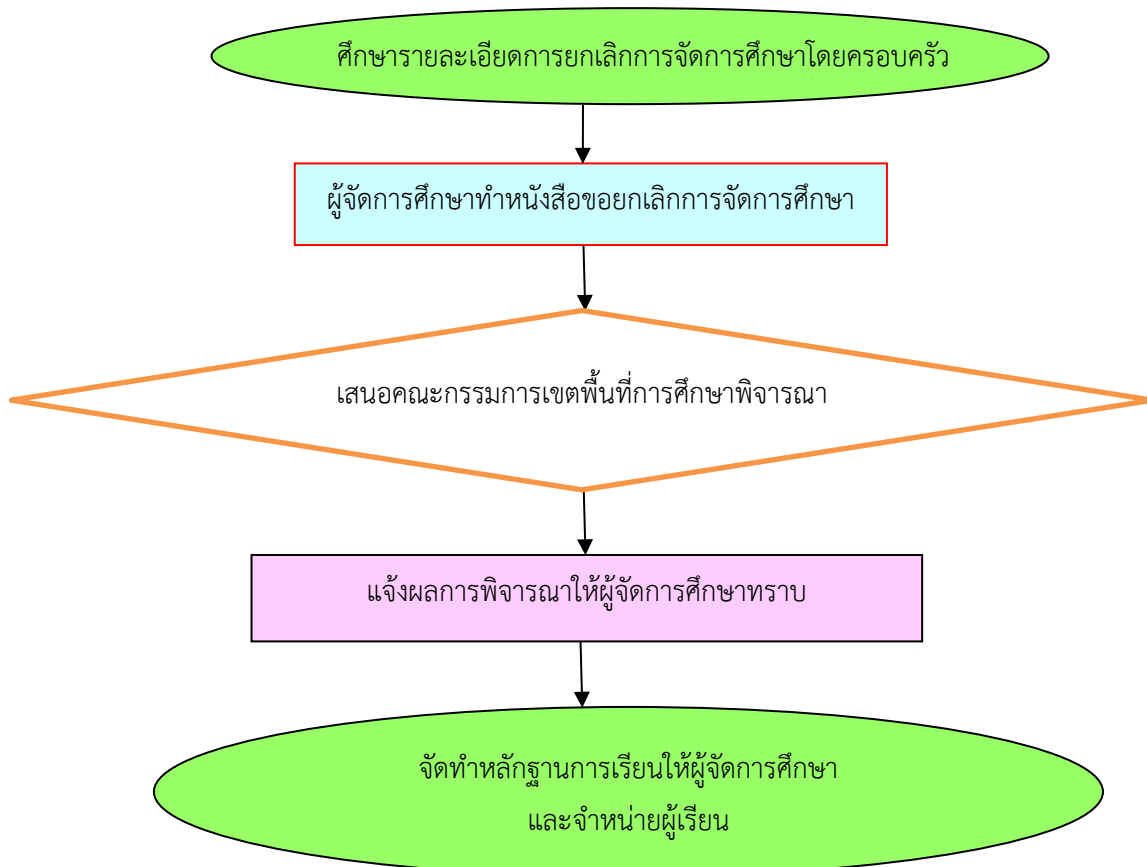 ศึกษารายละเอียดการยกเลิกการจัดการศึกษาโดยครอบครัว
ผู้จัดการศึกษาทำหนังสือขอยกเลิกการจัดการศึกษา
เสนอคณะกรรมการเขตพื้นที่การศึกษาพิจารณา
แจ้งผลการพิจารณาให้ผู้จัดการศึกษาทราบ
จัดทำหลักฐานการเรียนให้ผู้จัดการศึกษา
และจำหน่ายผู้เรียน